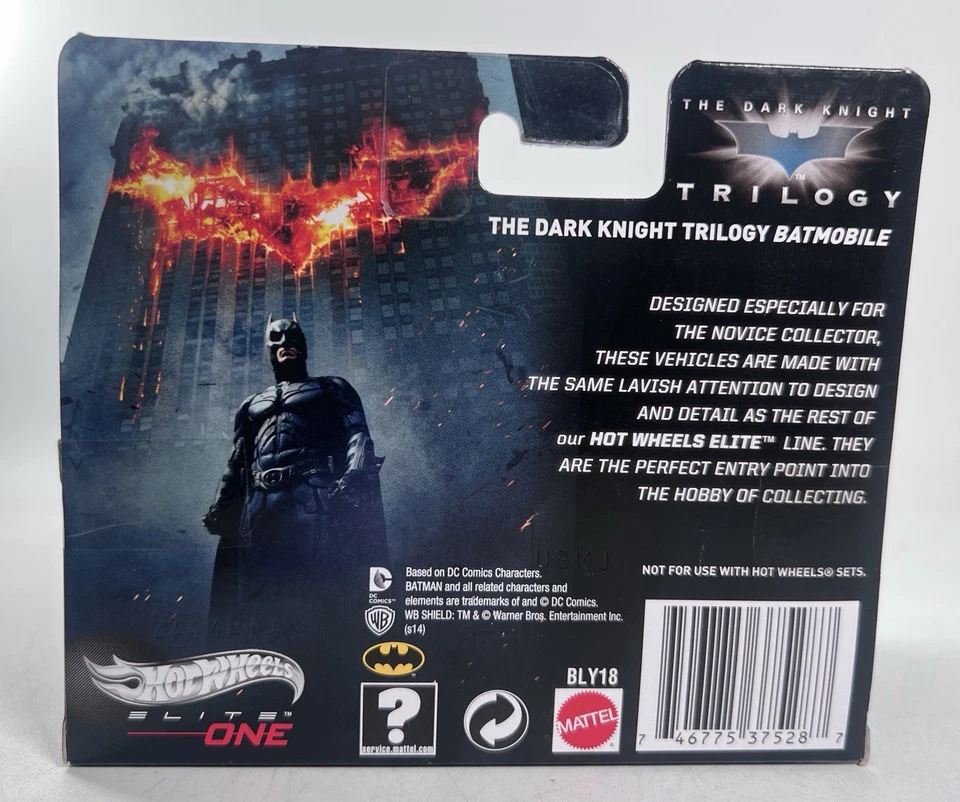 THE DARK KNIGHT
™
TRILOGY
THE DARK KNIGHT TRILOGY BATMOBILE
DESIGNED ESPECIALLY FOR
THE NOVICE COLLECTOR,
THESE VEHICLES ARE MADE WITH
THE SAME LAVISH ATTENTION TO DESIGN
AND DETAIL AS THE REST OF
our HOT WHEELS ELITE™ LINE. THEY
ARE THE PERFECT ENTRY POINT INTO
THE HOBBY OF COLLECTING.
NOT FOR USE WITH HOT WHEELS® SETS.
DC
COMICS™
WB
Based on DC Comics Characters.
BATMAN and all related characters and
elements are trademarks of and © DC Comics.
WB SHIELD: TM & © Warner Bros. Entertainment Inc.
(s14)
HOT WHEELS
ELITE™
ONE
?
service.mattel.com
BLY18
MATTEL
7 46775 37528 7